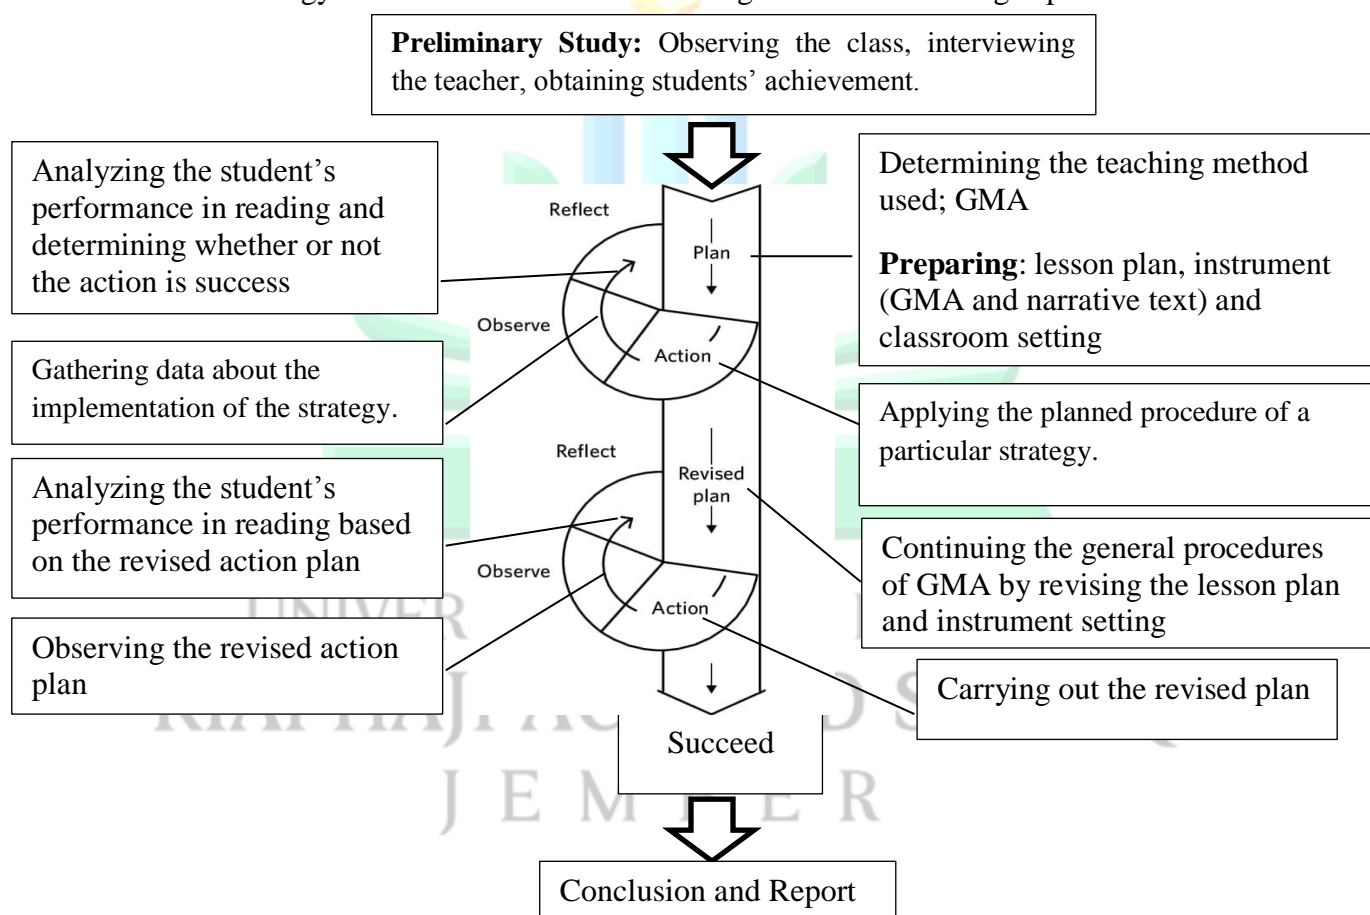 Preliminary Study: Observing the class, interviewing
the teacher, obtaining students’ achievement.
Analyzing the student’s
performance in reading and
determining whether or not
the action is success
Determining the teaching method
used; GMA
Preparing: lesson plan, instrument
(GMA and narrative text) and
classroom setting
Reflect
Plan
Observe
Action
Gathering data about the
implementation of the strategy.
Applying the planned procedure of a
particular strategy.
Reflect
Revised
plan
Analyzing the student’s
performance in reading based
on the revised action plan
Observe
Action
Continuing the general procedures
of GMA by revising the lesson plan
and instrument setting
Observing the revised action
plan
Carrying out the revised plan
Succeed
JEMBER
Conclusion and Report